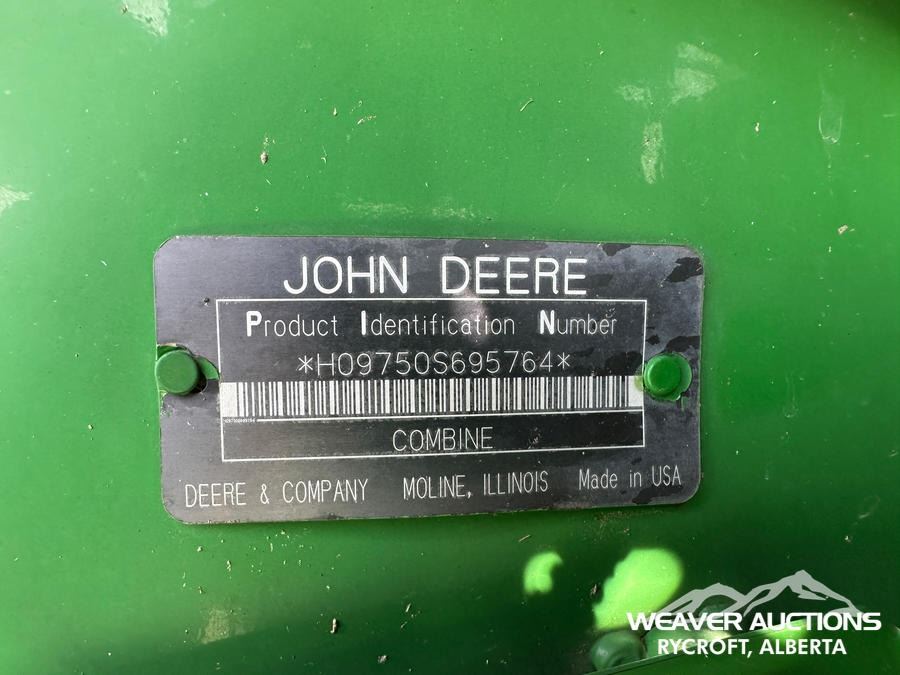 JOHN DEERE
Product Identification Number
*H09750S695764*
COMBINE
DEERE & COMPANY MOLINE, ILLINOIS Made in USA
WEAVER AUCTIONS
RYCROFT, ALBERTA